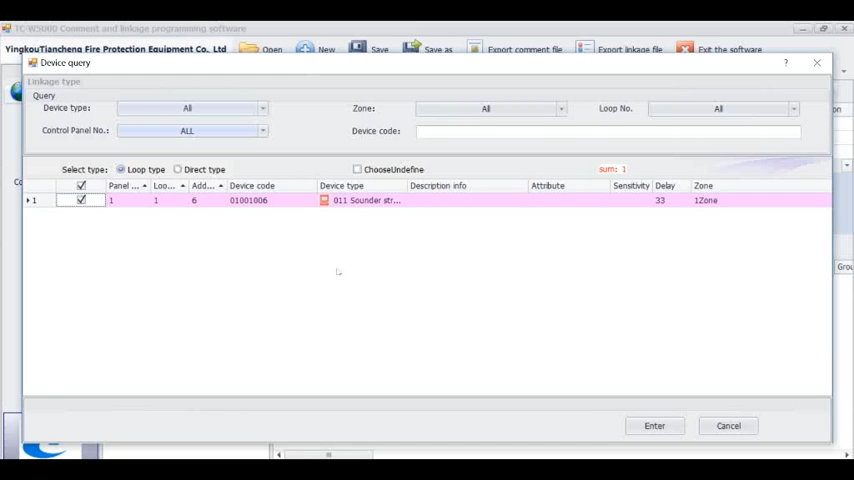 TC-W5000 Comment and linkage programming software
YingkouTiancheng Fire Protection Equipment Co., Ltd Open New Save Save as Export comment file Export linkage file Exit the software
Device query ?
Linkage type
Query
Device type: All Zone: All Loop No. All
Control Panel No.: ALL Device code:
Select type: Loop type Direct type ChooseUndefine sum: 1
Panel ... Loo... Add... Device code Device type Description info Attribute Sensitivity Delay Zone
1 1 1 6 01001006 011 Sounder str... 33 1Zone
Grou
Enter Cancel